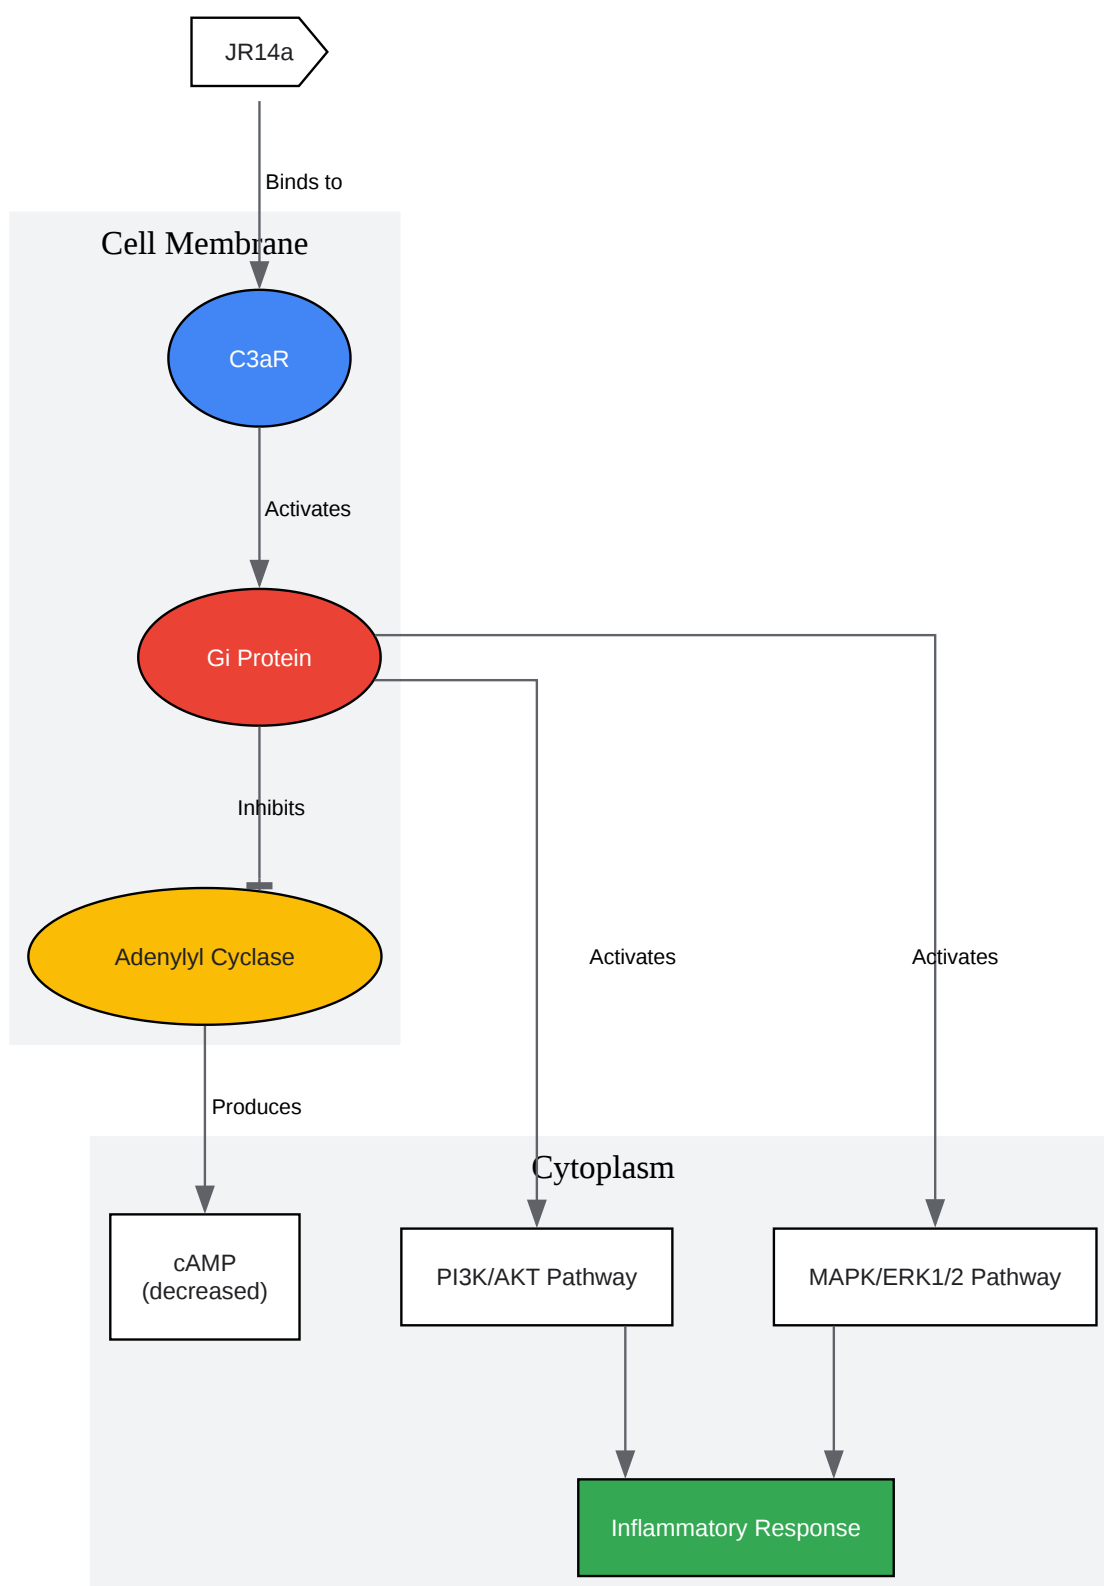 JR14a
Binds to
Cell Membrane
C3aR
Activates
Gi Protein
Inhibits
Adenylyl Cyclase
Activates
Activates
Produces
Cytoplasm
cAMP
(decreased)
PI3K/AKT Pathway
MAPK/ERK1/2 Pathway
Inflammatory Response